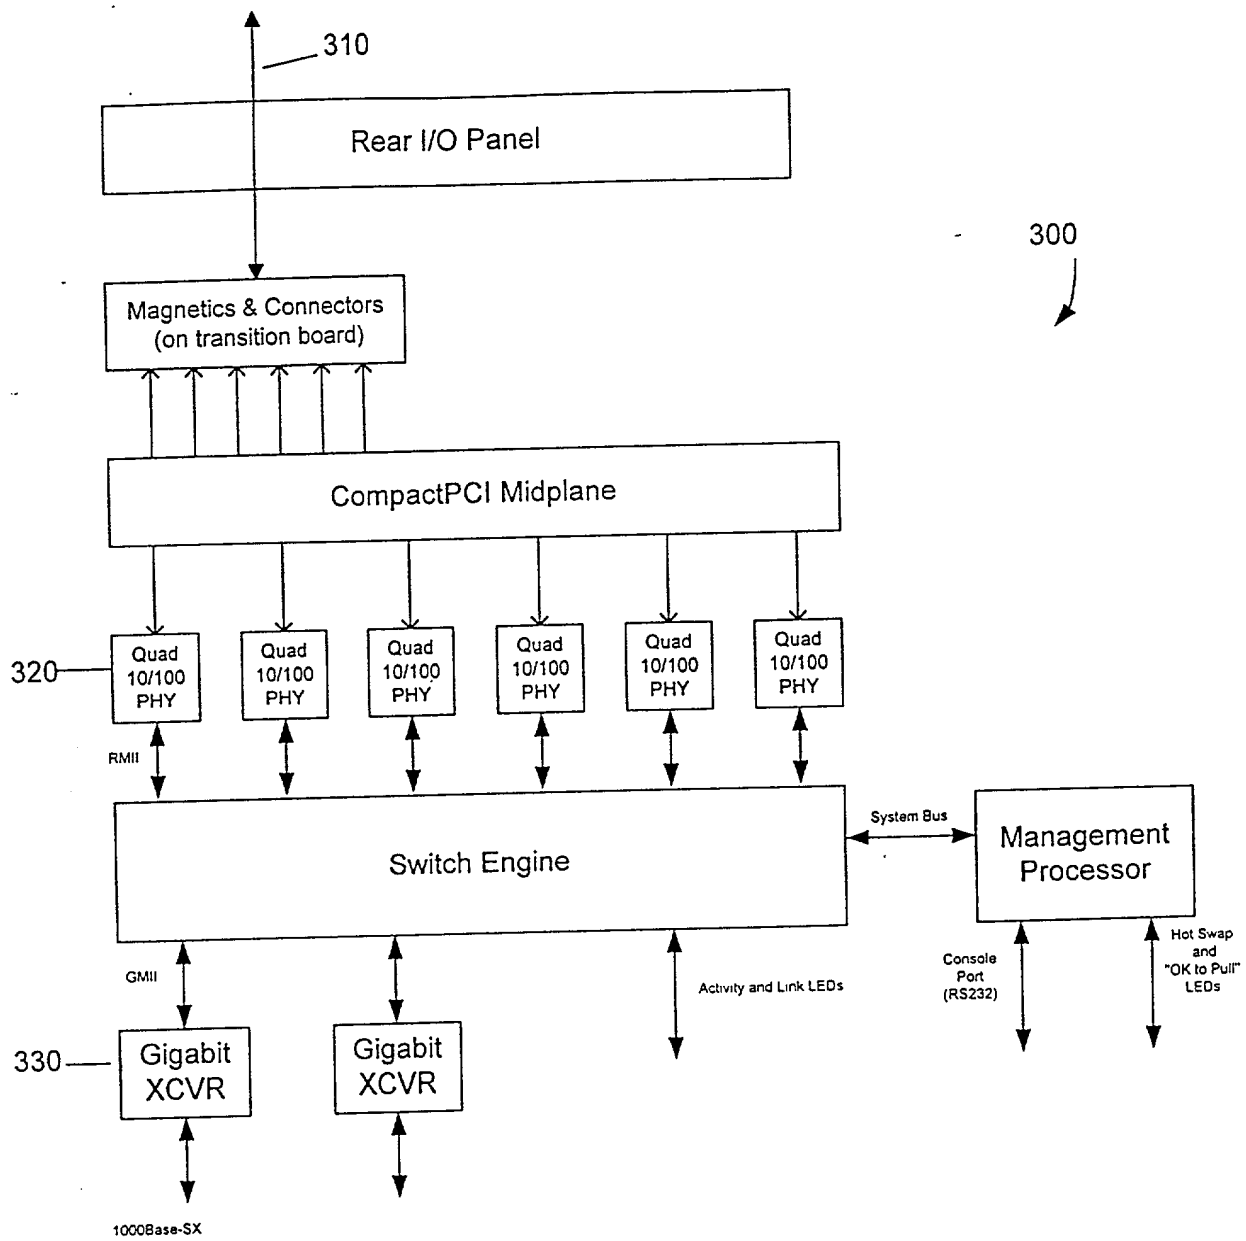 310
Rear I/O Panel
300
Magnetics & Connectors
(on transition board)
CompactPCI Midplane
320
Quad
10/100
PHY
Quad
10/100
PHY
Quad
10/100
PHY
Quad
10/100
PHY
Quad
10/100
PHY
Quad
10/100
PHY
RMII
Switch Engine
System Bus
Management
Processor
GMII
Activity and Link LEDs
Console
Port
(RS232)
Hot Swap
and
"OK to Pull"
LEDs
330
Gigabit
XCVR
Gigabit
XCVR
1000Base-SX